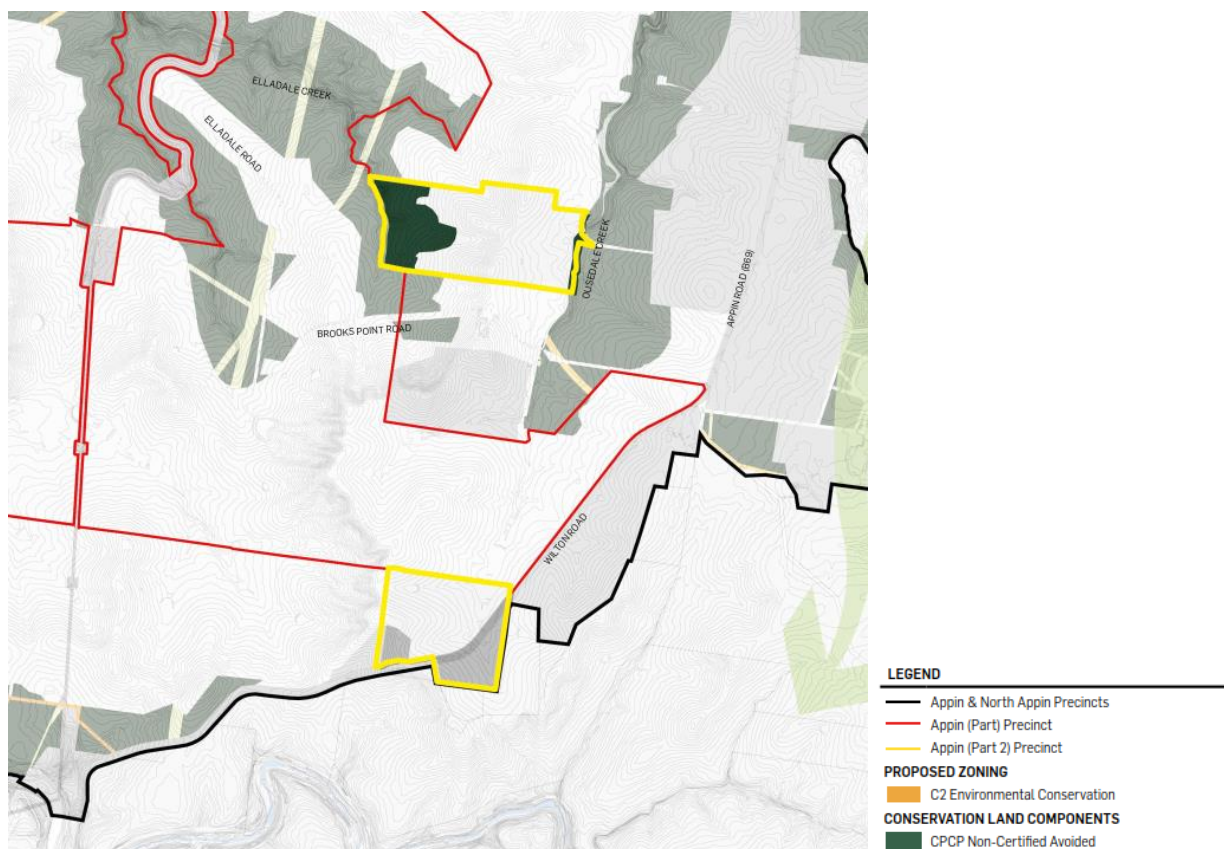 ELLADALE CREEK
ELLADALE ROAD
OUSEDALE CREEK
APPIN ROAD (B69)
BROOKS POINT ROAD
WILTON ROAD
LEGEND
Appin & North Appin Precincts
Appin (Part) Precinct
Appin (Part 2) Precinct
PROPOSED ZONING
C2 Environmental Conservation
CONSERVATION LAND COMPONENTS
CPCP Non-Certified Avoided